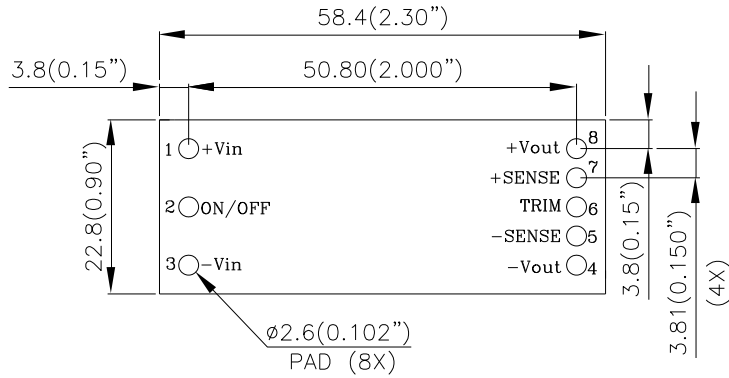 58.4(2.30”)
3.8(0.15”)
50.80(2.000”)
22.8(0.90”)
1 +Vin
2 ON/OFF
3 -Vin
+Vout 8
+SENSE 7
TRIM 6
-SENSE 5
-Vout 4
3.8(0.15”)
3.81(0.150”)
(4X)
ø2.6(0.102”)
PAD (8X)